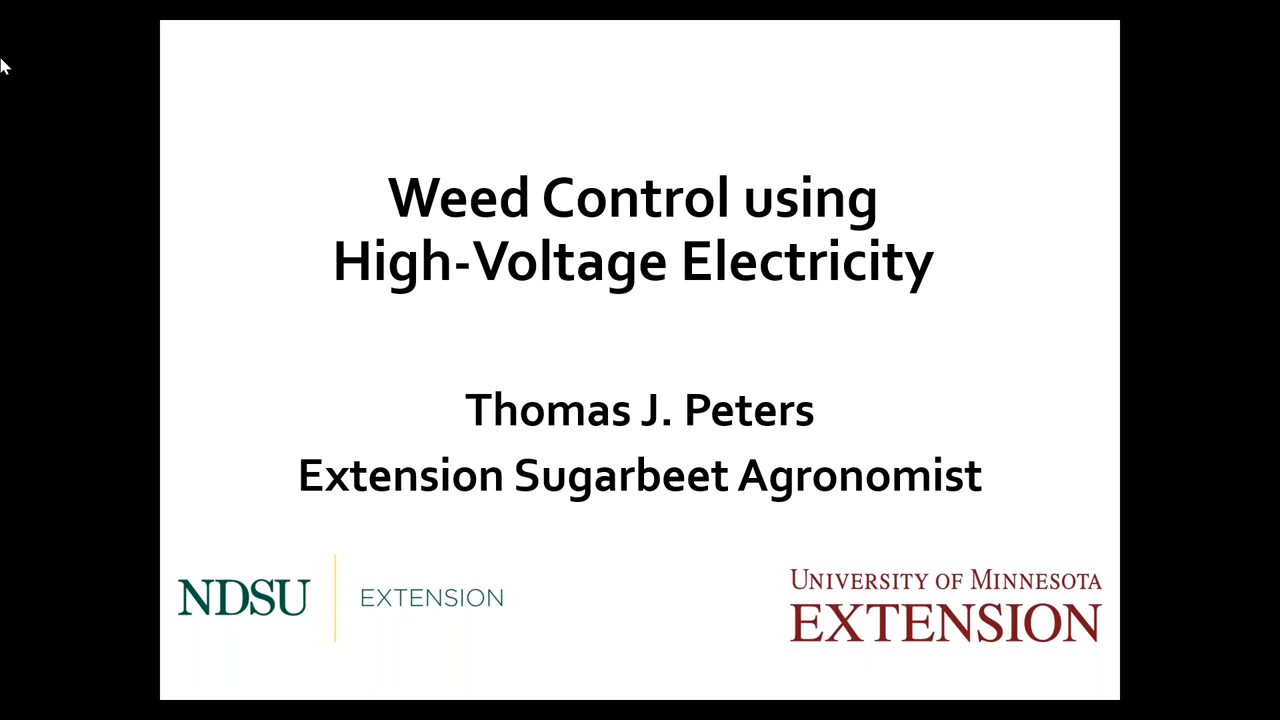 Weed Control using
High-Voltage Electricity
Thomas J. Peters
Extension Sugarbeet Agronomist
NDSU EXTENSION
UNIVERSITY OF MINNESOTA
EXTENSION